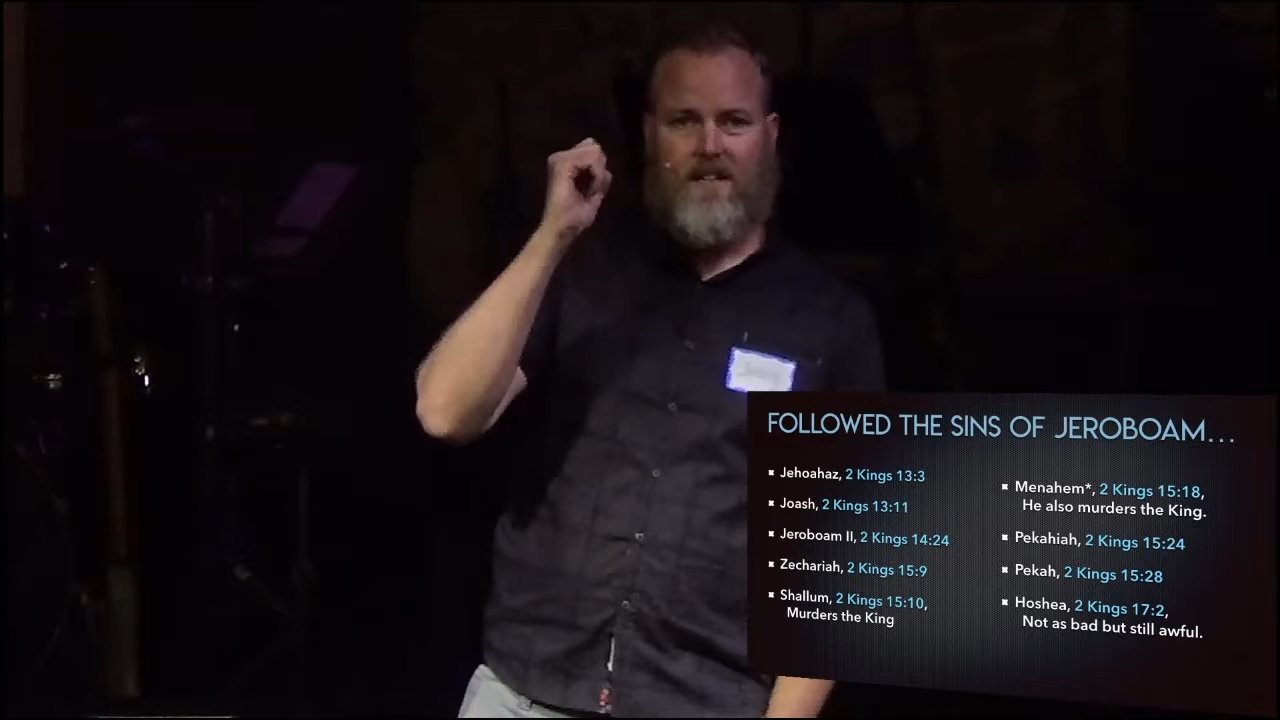 FOLLOWED THE SINS OF JEROBOAM...
Jehoahaz, 2 Kings 13:3
Joash, 2 Kings 13:11
Jeroboam II, 2 Kings 14:24
Zechariah, 2 Kings 15:9
Shallum, 2 Kings 15:10,
Murders the King
Menahem*, 2 Kings 15:18,
He also murders the King.
Pekahiah, 2 Kings 15:24
Pekah, 2 Kings 15:28
Hoshea, 2 Kings 17:2,
Not as bad but still awful.